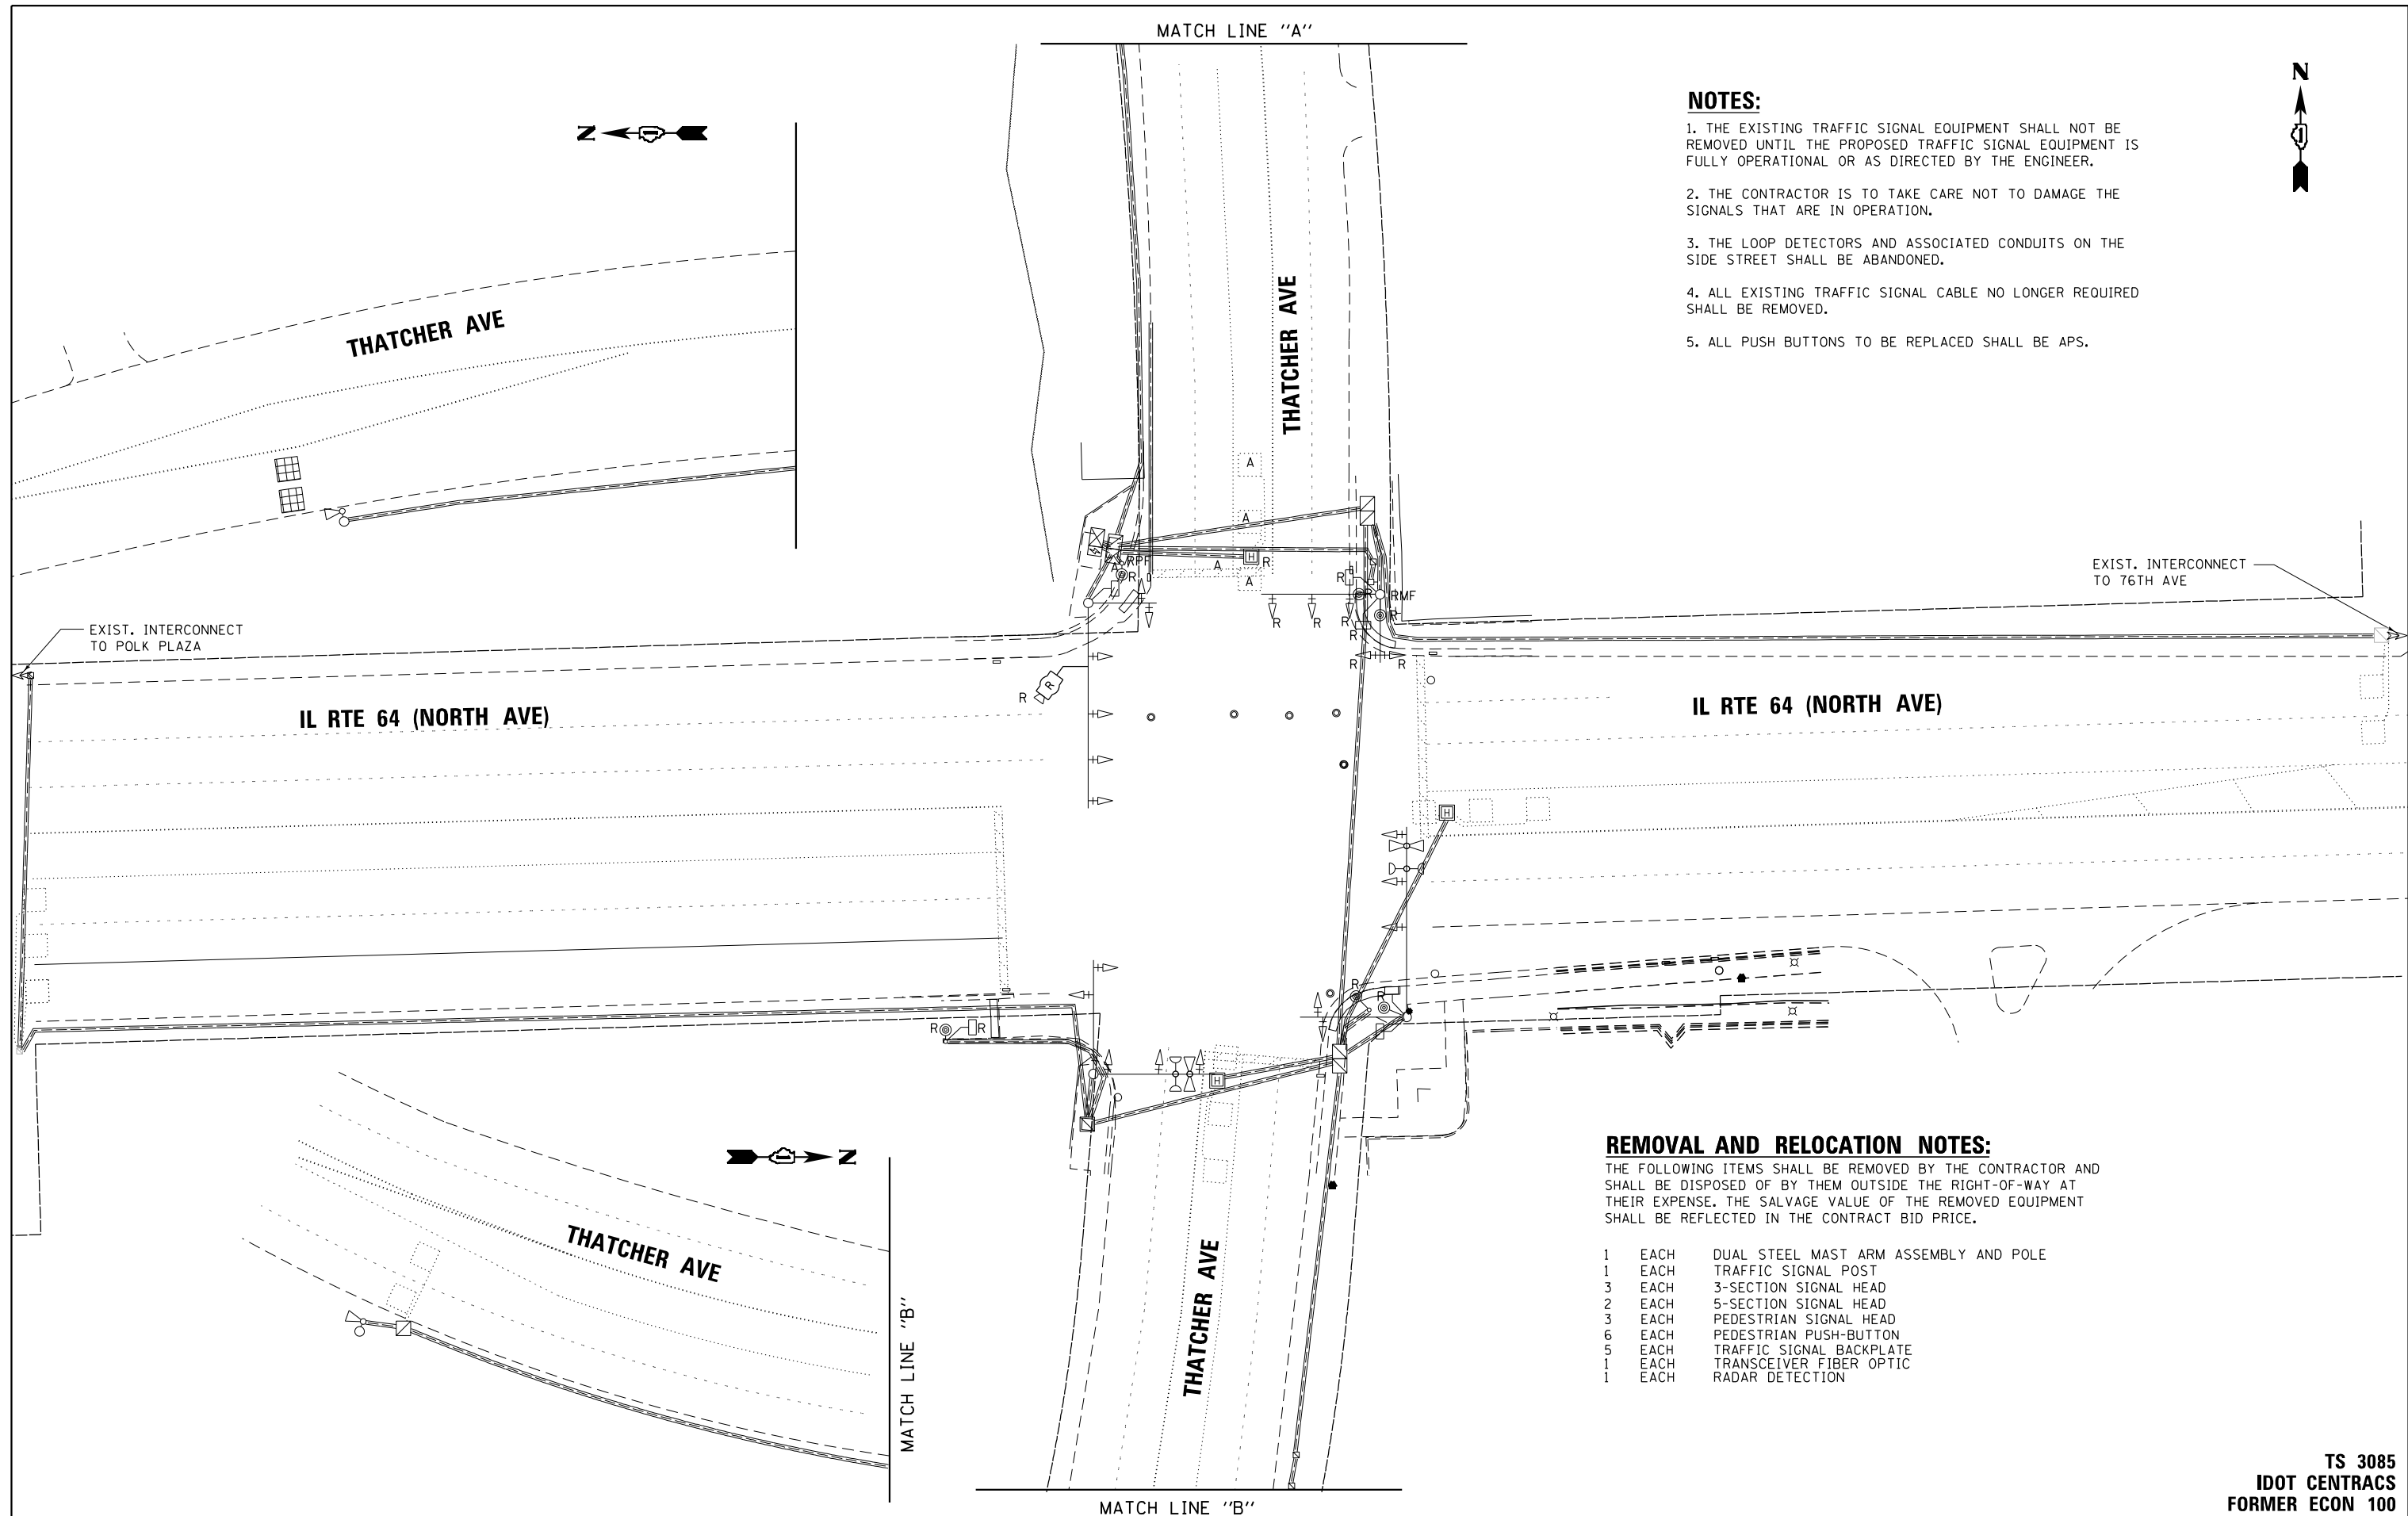 MATCH LINE "A"
N
N
NOTES:
1. THE EXISTING TRAFFIC SIGNAL EQUIPMENT SHALL NOT BE
REMOVED UNTIL THE PROPOSED TRAFFIC SIGNAL EQUIPMENT IS
FULLY OPERATIONAL OR AS DIRECTED BY THE ENGINEER.
2. THE CONTRACTOR IS TO TAKE CARE NOT TO DAMAGE THE
SIGNALS THAT ARE IN OPERATION.
3. THE LOOP DETECTORS AND ASSOCIATED CONDUITS ON THE
SIDE STREET SHALL BE ABANDONED.
4. ALL EXISTING TRAFFIC SIGNAL CABLE NO LONGER REQUIRED
SHALL BE REMOVED.
5. ALL PUSH BUTTONS TO BE REPLACED SHALL BE APS.
THATCHER AVE
THATCHER AVE
A
A
A
A
A
RPF
R
H
R
R
R
RMF
R
R
R
R
R
R
R
EXIST. INTERCONNECT
TO 76TH AVE
EXIST. INTERCONNECT
TO POLK PLAZA
R
R
IL RTE 64 (NORTH AVE)
IL RTE 64 (NORTH AVE)
H
R
R
R
R
H
N
THATCHER AVE
MATCH LINE "B"
THATCHER AVE
MATCH LINE "B"
REMOVAL AND RELOCATION NOTES:
THE FOLLOWING ITEMS SHALL BE REMOVED BY THE CONTRACTOR AND
SHALL BE DISPOSED OF BY THEM OUTSIDE THE RIGHT-OF-WAY AT
THEIR EXPENSE. THE SALVAGE VALUE OF THE REMOVED EQUIPMENT
SHALL BE REFLECTED IN THE CONTRACT BID PRICE.
1 EACH DUAL STEEL MAST ARM ASSEMBLY AND POLE
1 EACH TRAFFIC SIGNAL POST
3 EACH 3-SECTION SIGNAL HEAD
2 EACH 5-SECTION SIGNAL HEAD
3 EACH PEDESTRIAN SIGNAL HEAD
6 EACH PEDESTRIAN PUSH-BUTTON
5 EACH TRAFFIC SIGNAL BACKPLATE
1 EACH TRANSCEIVER FIBER OPTIC
1 EACH RADAR DETECTION
TS 3085
IDOT CENTRACS
FORMER ECON 100